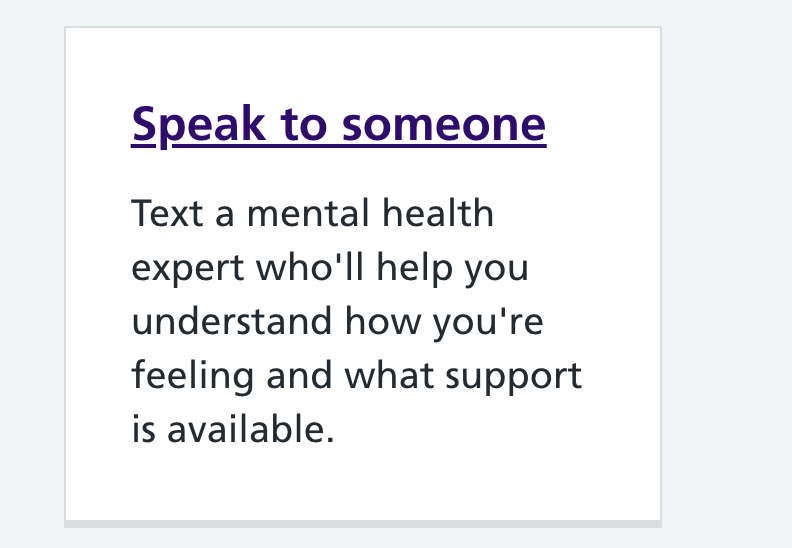 Speak to someone
Text a mental health
expert who'll help you
understand how you're
feeling and what support
is available.